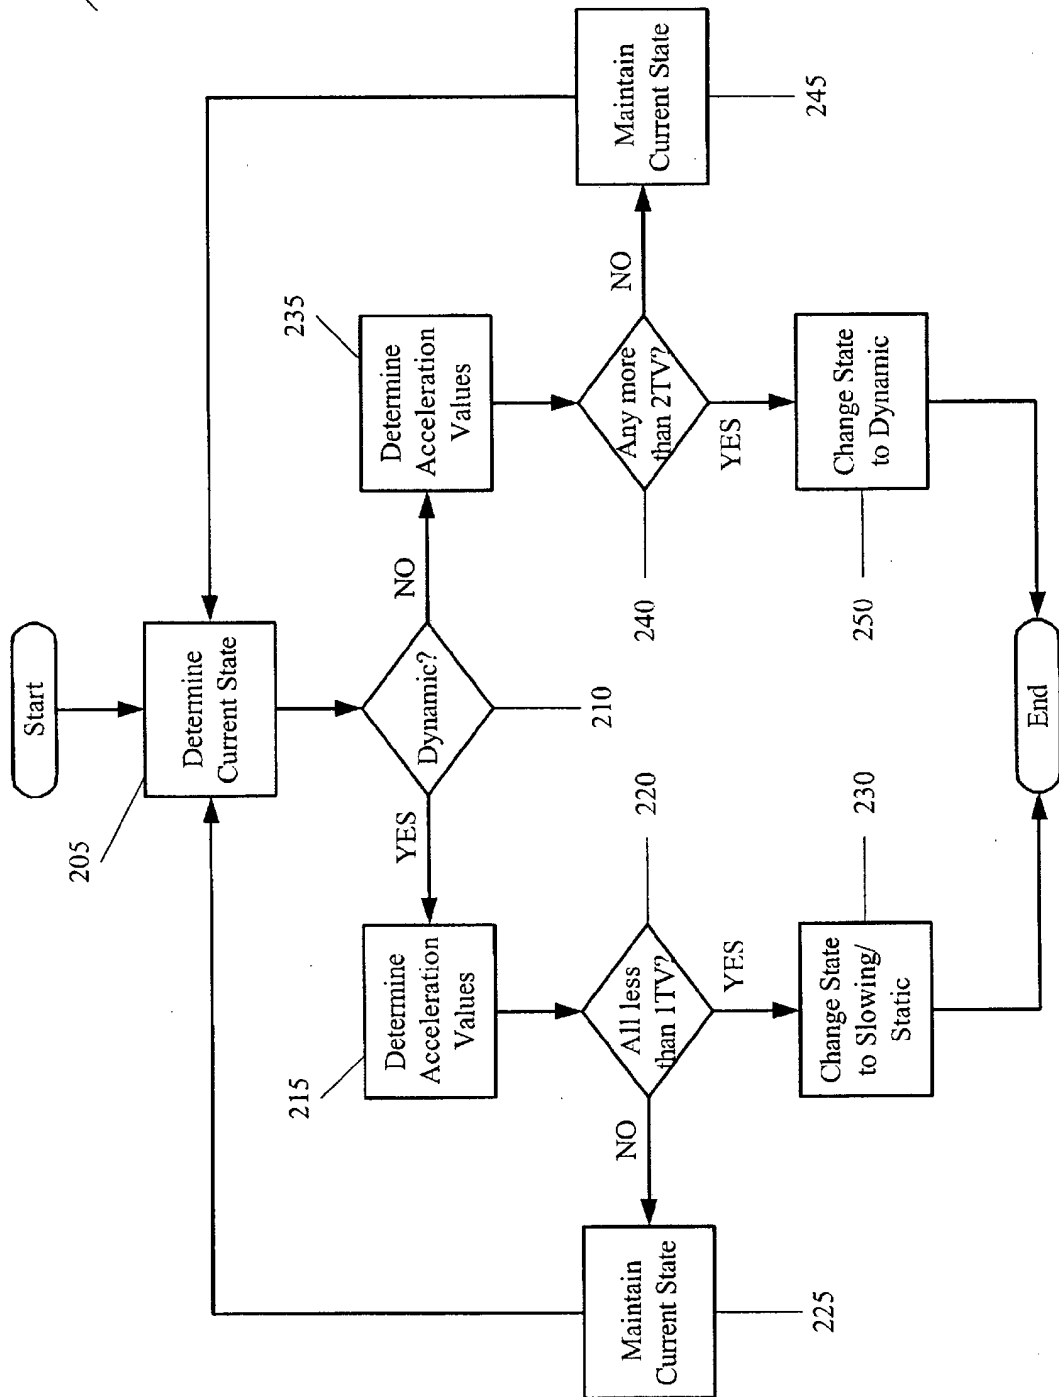 Start
205
Determine
Current State
Dynamic?
210
YES
NO
215
Determine
Acceleration
Values
235
Determine
Acceleration
Values
220
All less
than 1TV?
NO
YES
240
Any more
than 2TV?
NO
YES
Maintain
Current State
225
230
Change State
to Slowing/
Static
250
Change State
to Dynamic
Maintain
Current State
245
End